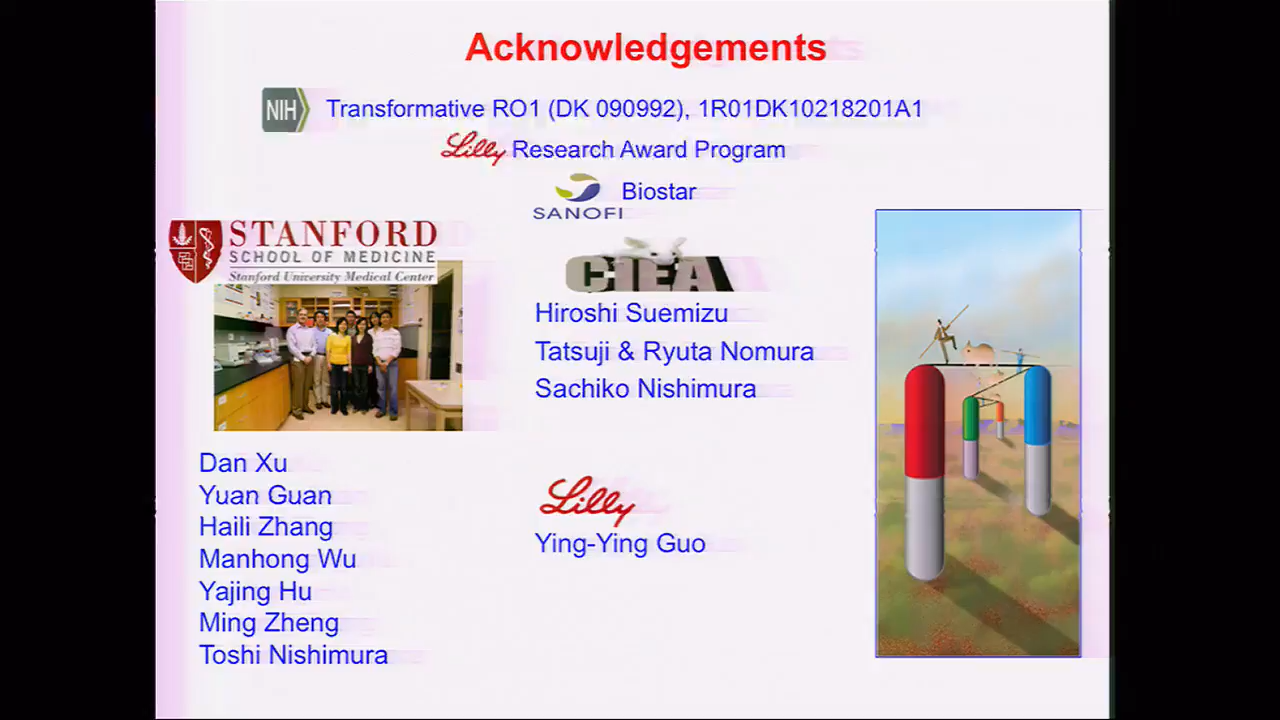 Acknowledgements
NIH Transformative RO1 (DK 090992), 1R01DK10218201A1
Lilly Research Award Program
SANOFI Biostar
STANFORD
SCHOOL OF MEDICINE
Stanford University Medical Center
CIEA
Hiroshi Suemizu
Tatsuji & Ryuta Nomura
Sachiko Nishimura
Dan Xu
Yuan Guan
Haili Zhang
Manhong Wu
Yajing Hu
Ming Zheng
Toshi Nishimura
Lilly
Ying-Ying Guo